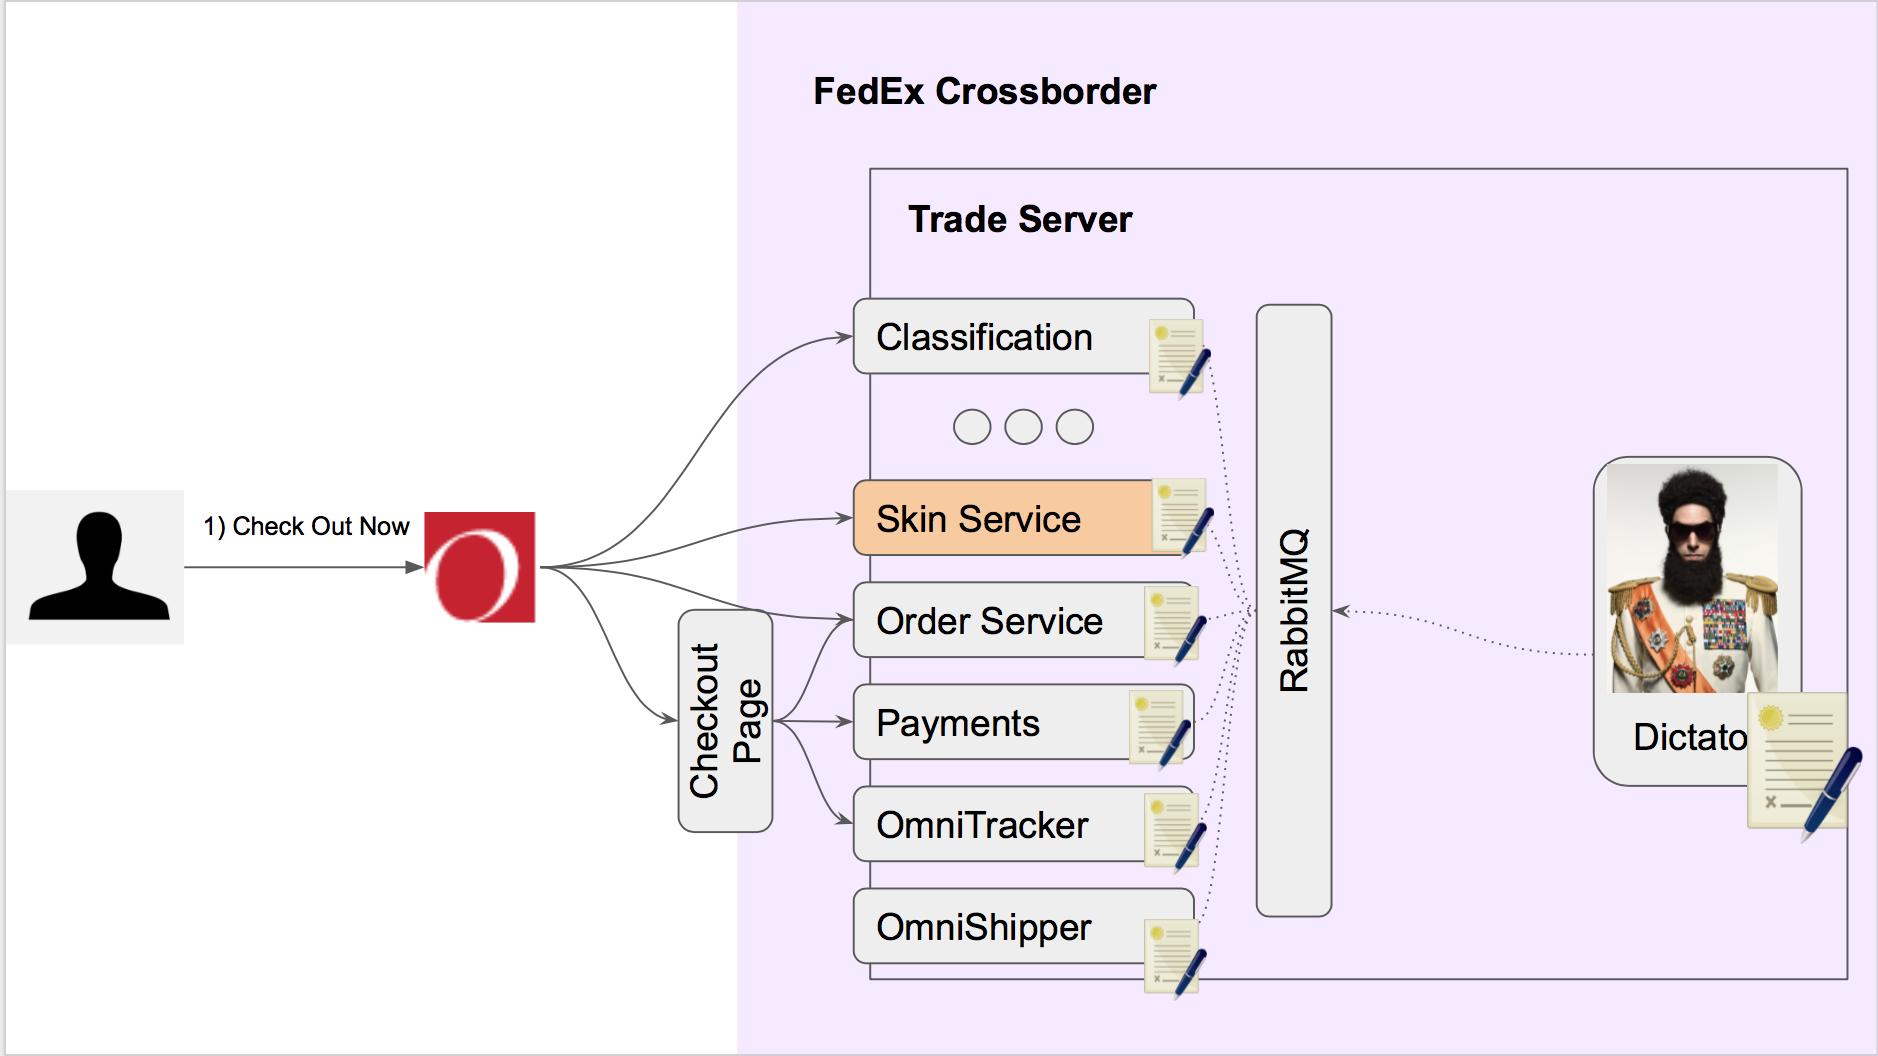 FedEx Crossborder
Trade Server
Classification
1) Check Out Now
Skin Service
Order Service
Checkout
Page
Payments
OmniTracker
OmniShipper
RabbitMQ
Dictato